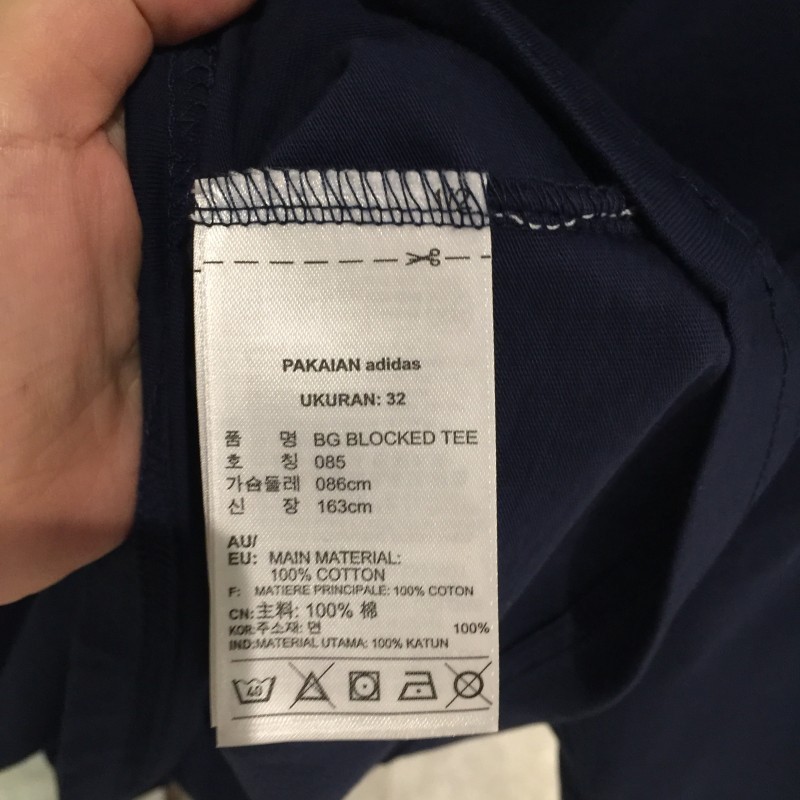 PAKAIAN adidas
UKURAN: 32
품 명 BG BLOCKED TEE
호 칭 085
가슴둘레 086cm
신 장 163cm
AU/
EU: MAIN MATERIAL:
100% COTTON
F: MATIERE PRINCIPALE: 100% COTON
CN: 主料: 100% 棉
KOR:주소재: 면 100%
IND:MATERIAL UTAMA: 100% KATUN
40